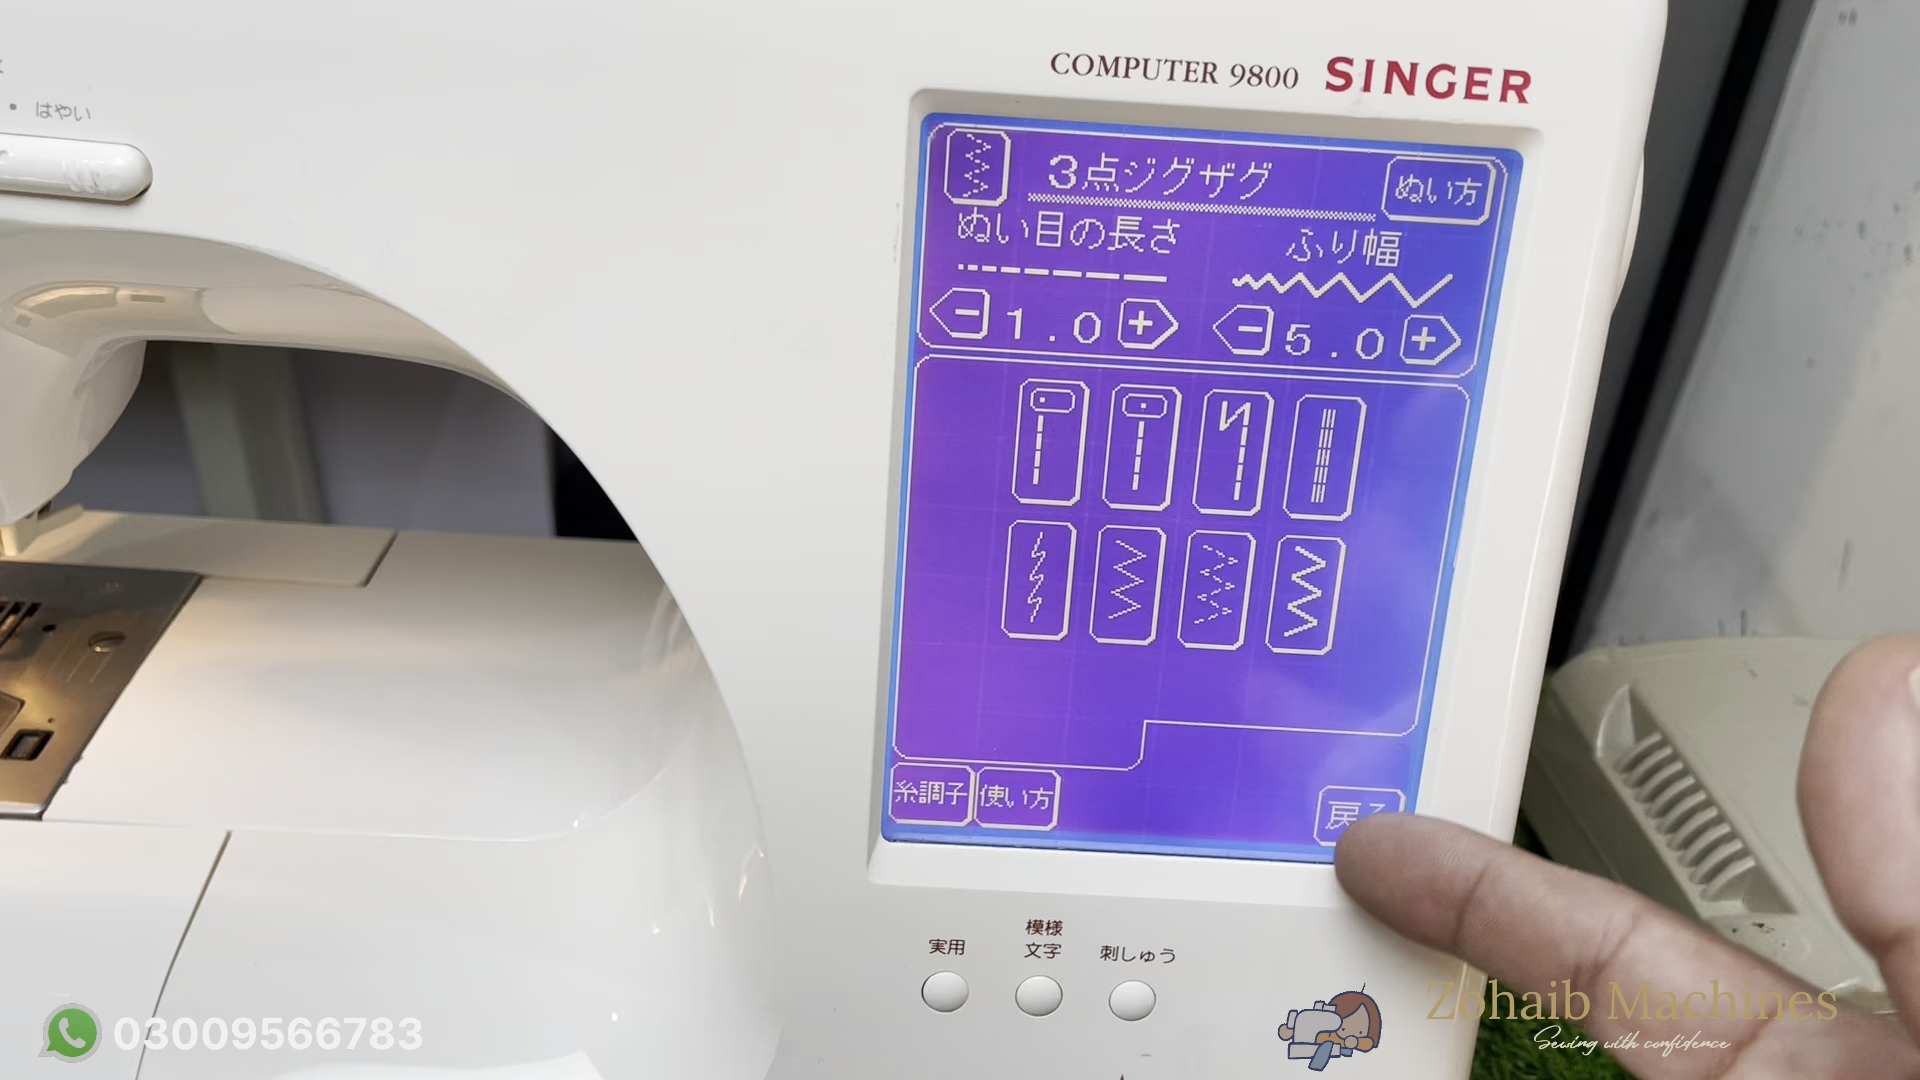 • はやい
COMPUTER 9800 SINGER
3点ジグザグ
ぬい方
ぬい目の長さ
ふり幅
- 1.0 +
- 5.0 +
糸調子
使い方
実用
模様
文字
刺しゅう
03009566783
Zohaib Machines
Sewing with confidence